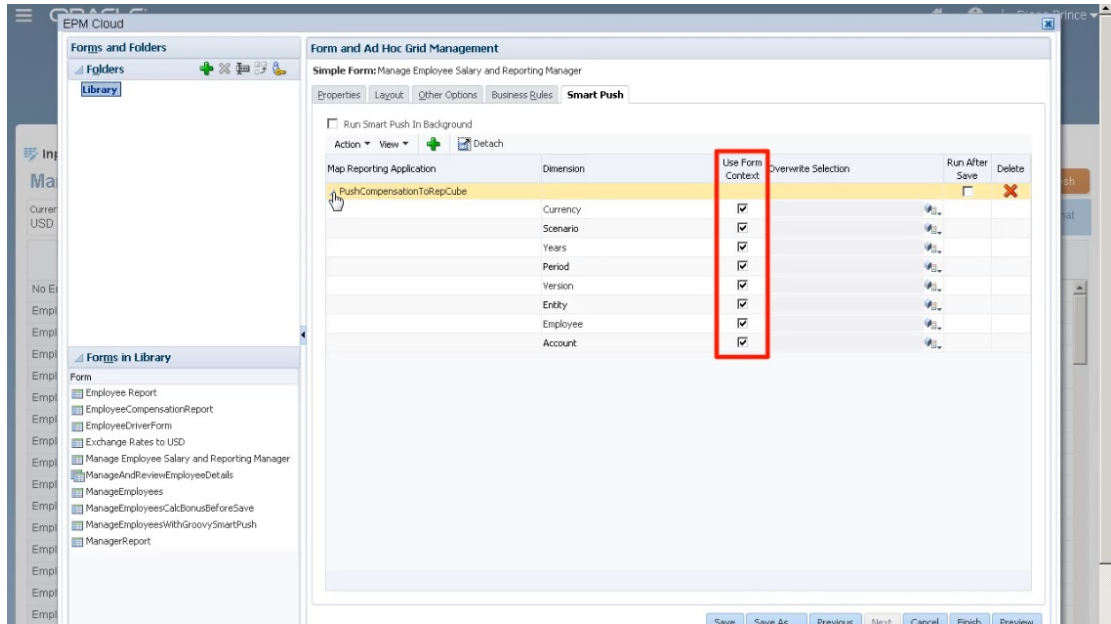 EPM Cloud
Forms and Folders
Folders
Library
Forms in Library
Form
Employee Report
EmployeeCompensationReport
EmployeeDriverForm
Exchange Rates to USD
Manage Employee Salary and Reporting Manager
ManageAndReviewEmployeeDetails
ManageEmployees
ManageEmployeesCalcBonusBeforeSave
ManageEmployeesWithGroovySmartPush
ManagerReport
Form and Ad Hoc Grid Management
Simple Form: Manage Employee Salary and Reporting Manager
Properties Layout Other Options Business Rules Smart Push
Run Smart Push In Background
Action View Detach
Map Reporting Application Dimension Use Form Context Overwrite Selection Run After Save Delete
PushCompensationToRepCube
Currency
Scenario
Years
Period
Version
Entity
Employee
Account
Save Save As... Previous Next Cancel Finish Preview
USD